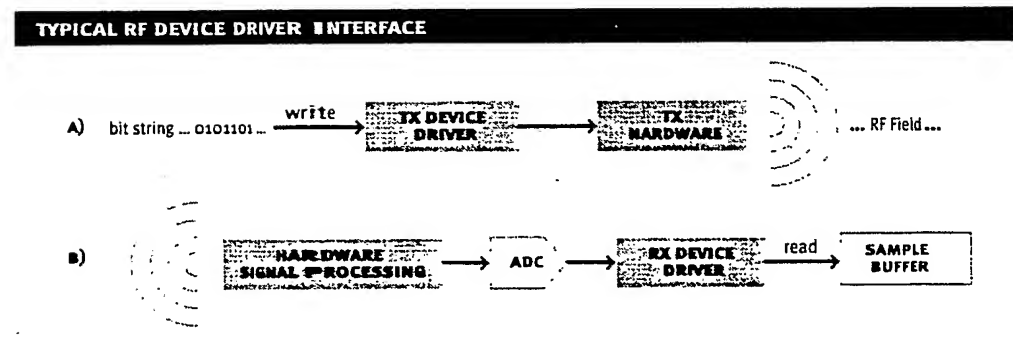 TYPICAL RF DEVICE DRIVER INTERFACE
A) bit string ... 0101101 ... write TX DEVICE DRIVER TX HARDWARE ... RF Field ...
B) HARDWARE SIGNAL PROCESSING ADC RX DEVICE DRIVER read SAMPLE BUFFER